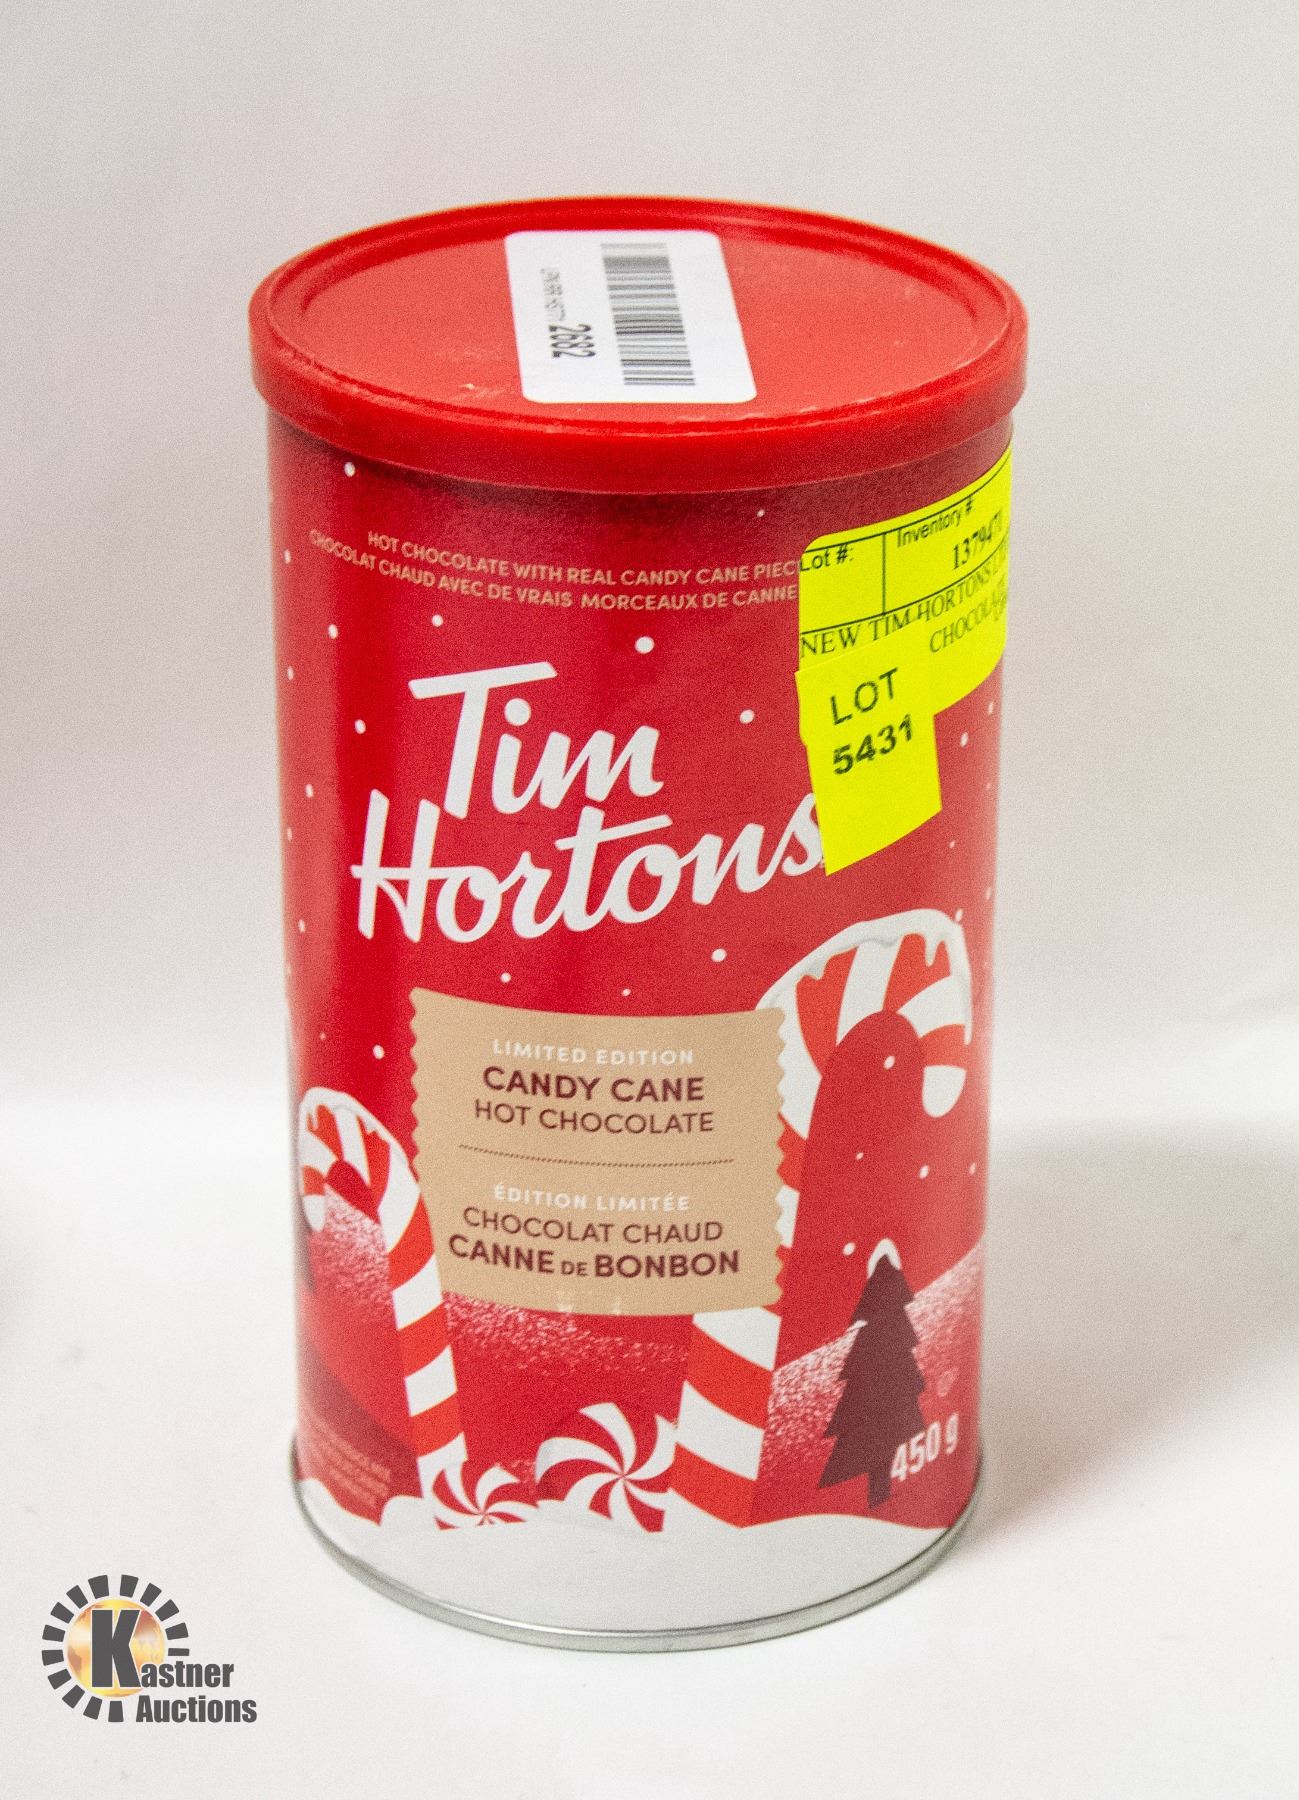 2682
HOT CHOCOLATE WITH REAL CANDY CANE PIEC
CHOCOLAT CHAUD AVEC DE VRAIS MORCEAUX DE CANNE
Lot #:
Inventory #
NEW TIM HORTONS
CHOCOLA
LOT
5431
Tim
Hortons
LIMITED EDITION
CANDY CANE
HOT CHOCOLATE
ÉDITION LIMITÉE
CHOCOLAT CHAUD
CANNE DE BONBON
450 g
Kastner
Auctions